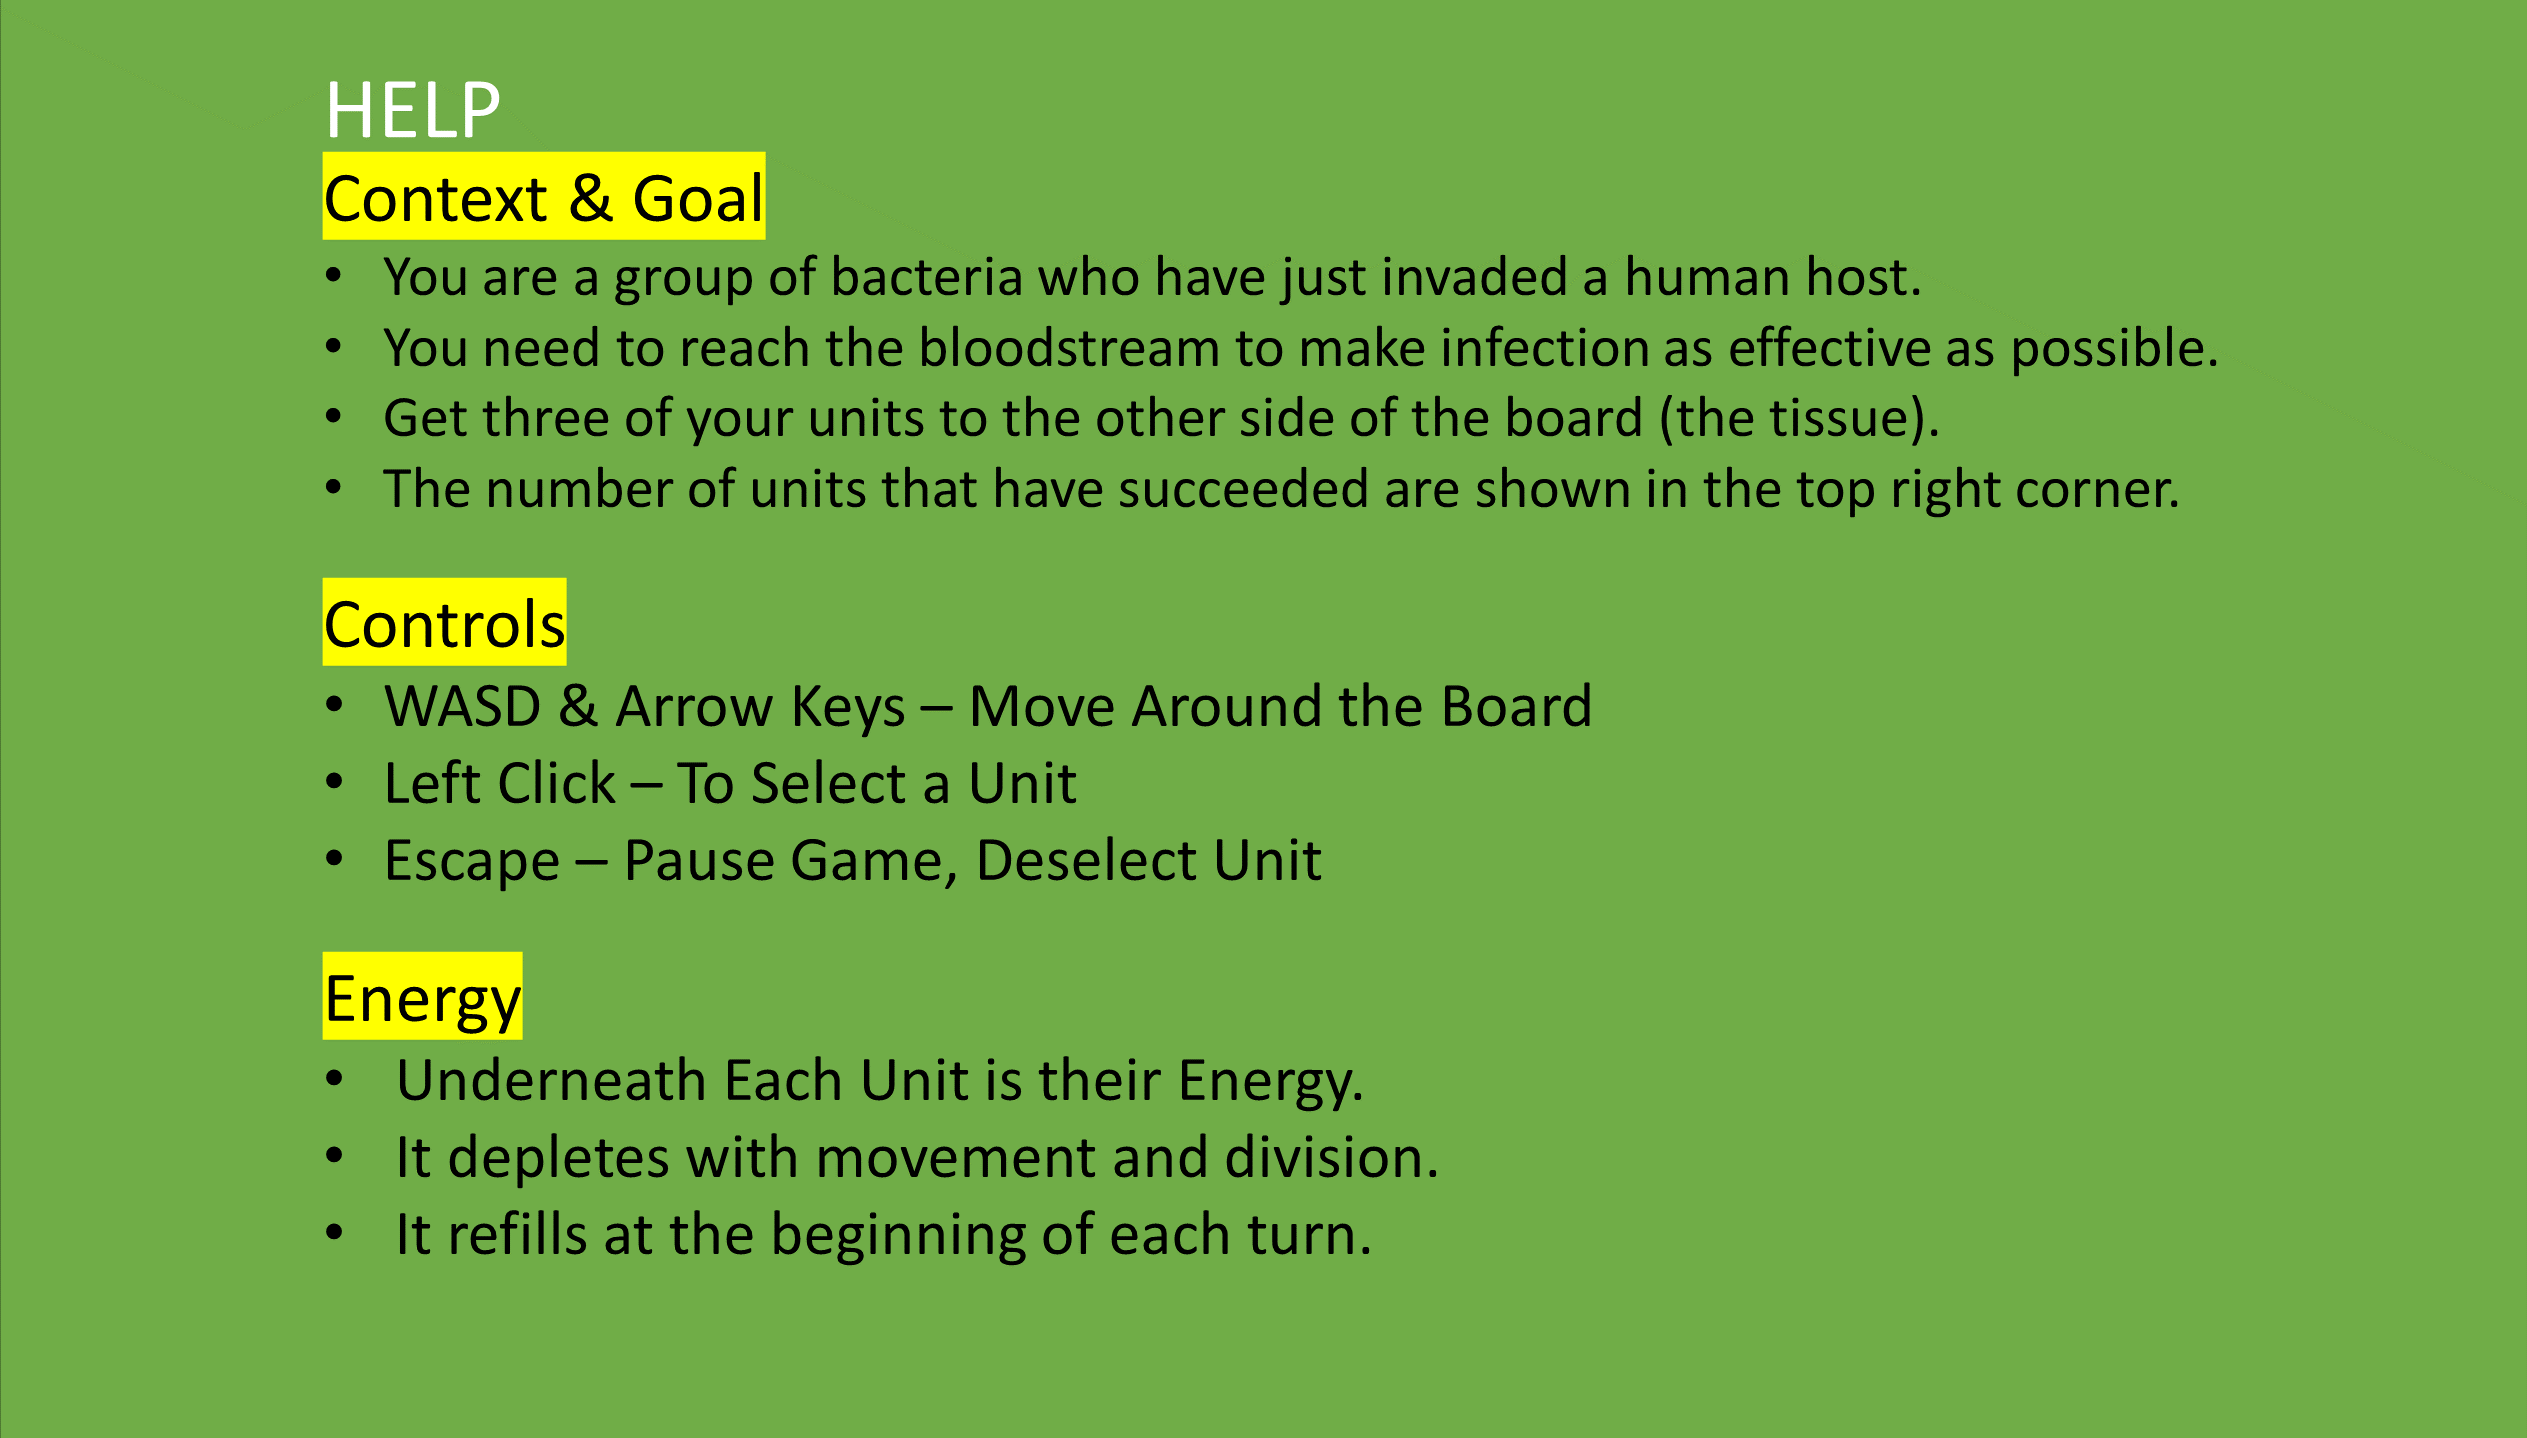 HELP
Context & Goal
• You are a group of bacteria who have just invaded a human host.
• You need to reach the bloodstream to make infection as effective as possible.
• Get three of your units to the other side of the board (the tissue).
• The number of units that have succeeded are shown in the top right corner.
Controls
• WASD & Arrow Keys – Move Around the Board
• Left Click – To Select a Unit
• Escape – Pause Game, Deselect Unit
Energy
• Underneath Each Unit is their Energy.
• It depletes with movement and division.
• It refills at the beginning of each turn.